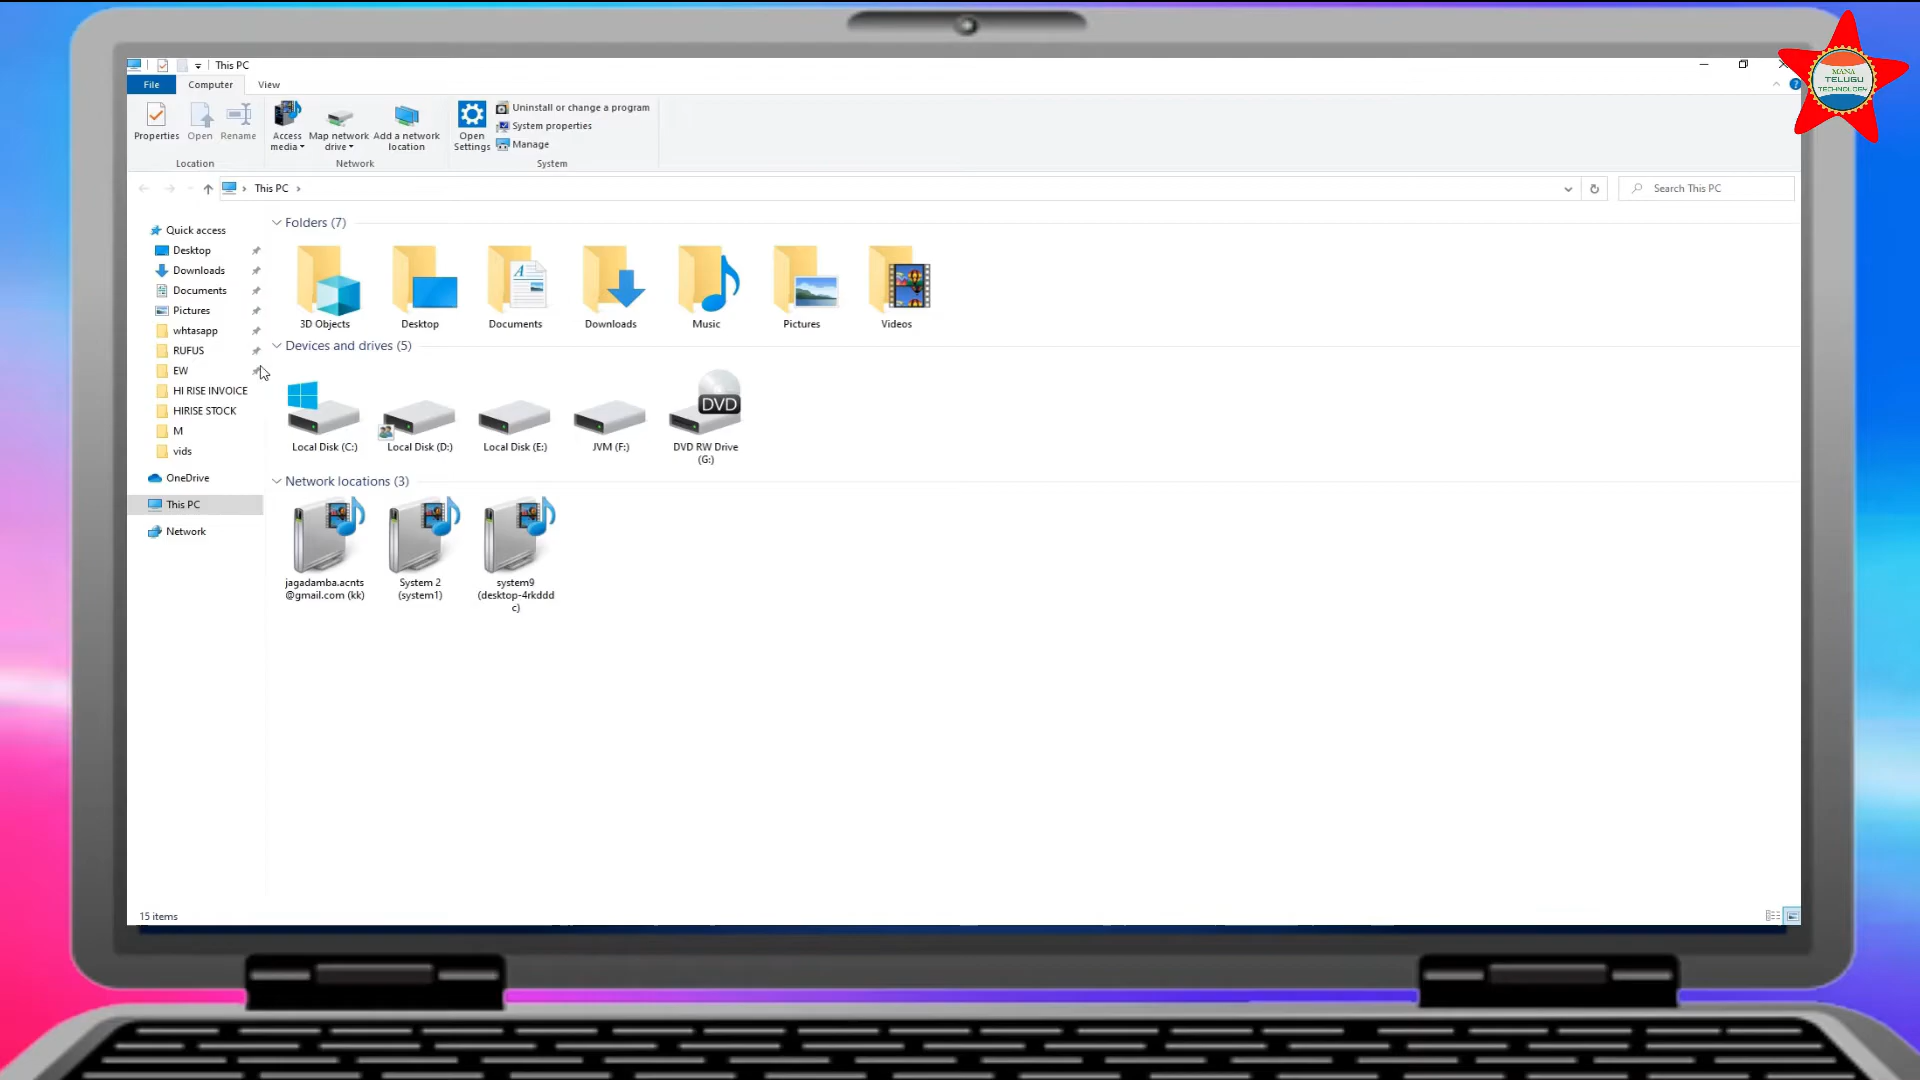 This PC
File
Computer
View
Properties
Open
Rename
Access media
Map network drive
Add a network location
Open Settings
Uninstall or change a program
System properties
Manage
Location
Network
System
This PC
Search This PC
Quick access
Desktop
Downloads
Documents
Pictures
whtasapp
RUFUS
EW
HI RISE INVOICE
HIRISE STOCK
M
vids
OneDrive
This PC
Network
Folders (7)
3D Objects
Desktop
Documents
Downloads
Music
Pictures
Videos
Devices and drives (5)
Local Disk (C:)
Local Disk (D:)
Local Disk (E:)
JVM (F:)
DVD
DVD RW Drive
(G:)
Network locations (3)
jagadamba.acnts
@gmail.com (kk)
System 2
(system1)
system9
(desktop-4rkddd
c)
15 items
MANA
TELUGU
TECHNOLOGY